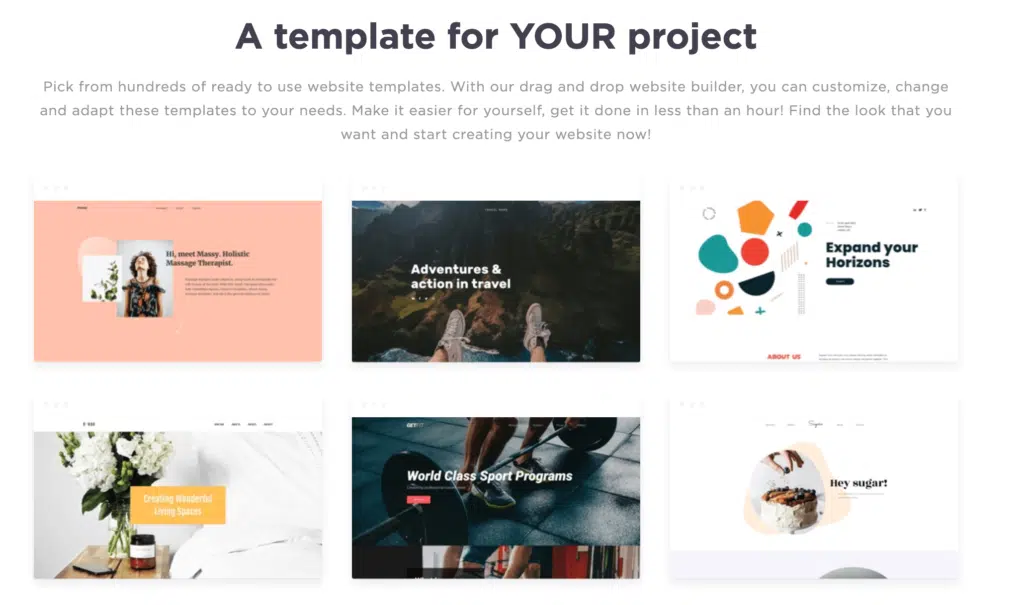 A template for YOUR project
Pick from hundreds of ready to use website templates. With our drag and drop website builder, you can customize, change
and adapt these templates to your needs. Make it easier for yourself, get it done in less than an hour! Find the look that you
want and start creating your website now!
Hi, meet Massy. Holistic
Massage Therapist.
Adventures &
action in travel
Expand your
Horizons
ABOUT US
Creating Wonderful
Living Spaces
GETFIT
World Class Sport Programs
Hey sugar!